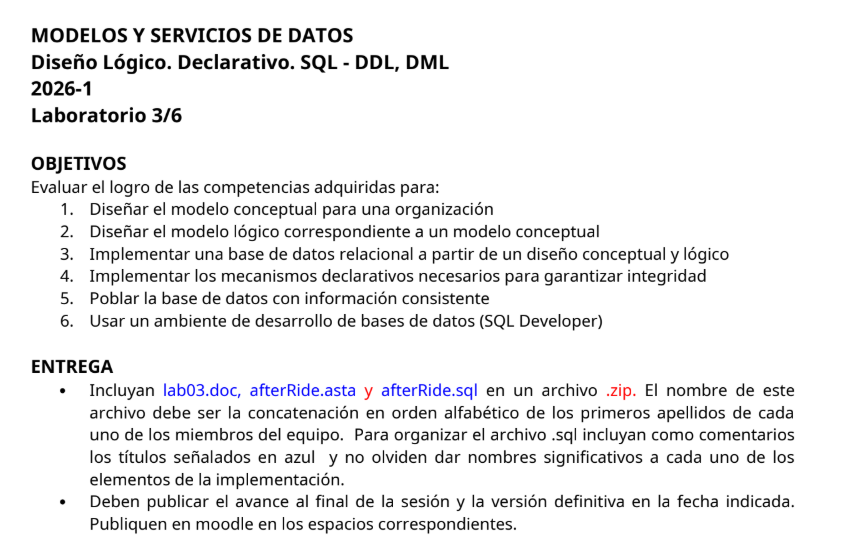 MODELOS Y SERVICIOS DE DATOS
Diseño Lógico. Declarativo. SQL - DDL, DML
2026-1
Laboratorio 3/6
OBJETIVOS
Evaluar el logro de las competencias adquiridas para:
1. Diseñar el modelo conceptual para una organización
2. Diseñar el modelo lógico correspondiente a un modelo conceptual
3. Implementar una base de datos relacional a partir de un diseño conceptual y lógico
4. Implementar los mecanismos declarativos necesarios para garantizar integridad
5. Poblar la base de datos con información consistente
6. Usar un ambiente de desarrollo de bases de datos (SQL Developer)
ENTREGA
• Incluyan lab03.doc, afterRide.asta y afterRide.sql en un archivo .zip. El nombre de este
archivo debe ser la concatenación en orden alfabético de los primeros apellidos de cada
uno de los miembros del equipo. Para organizar el archivo .sql incluyan como comentarios
los títulos señalados en azul y no olviden dar nombres significativos a cada uno de los
elementos de la implementación.
• Deben publicar el avance al final de la sesión y la versión definitiva en la fecha indicada.
Publiquen en moodle en los espacios correspondientes.